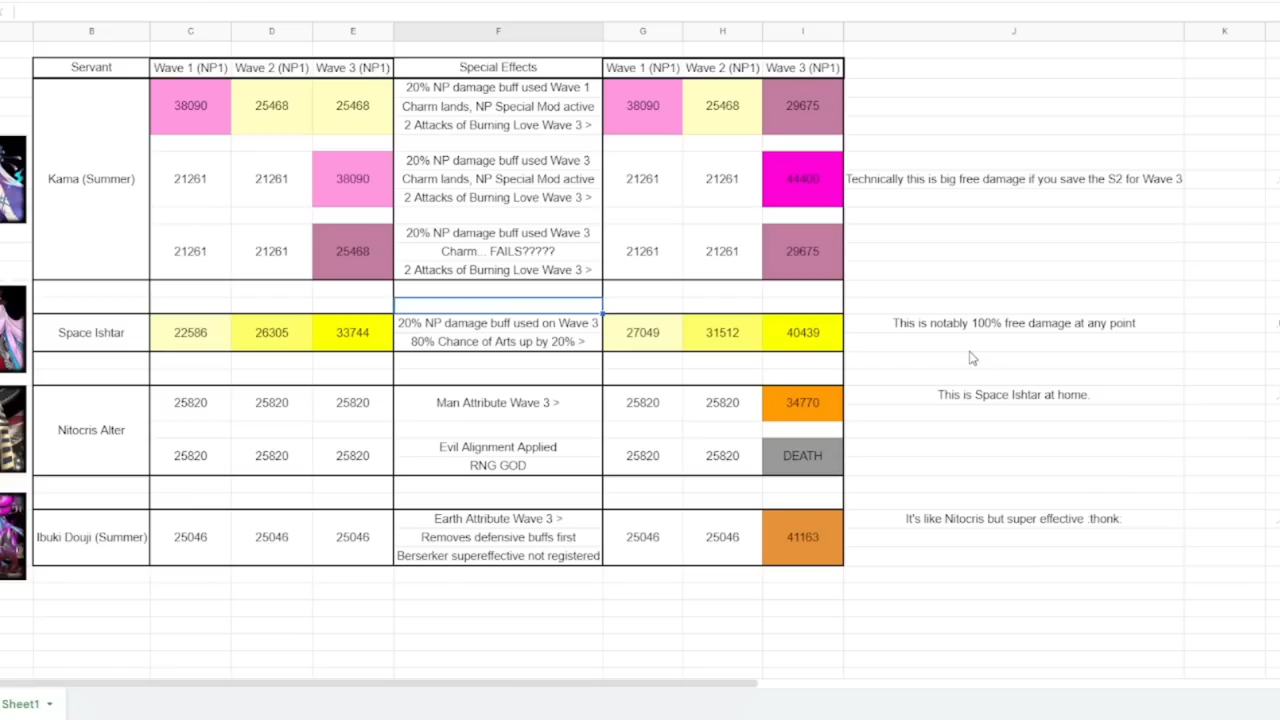 B C D E F G H I J K
Servant Wave 1 (NP1) Wave 2 (NP1) Wave 3 (NP1) Special Effects Wave 1 (NP1) Wave 2 (NP1) Wave 3 (NP1)
20% NP damage buff used Wave 1
38090 25468 25468 Charm lands, NP Special Mod active 38090 25468 29675
2 Attacks of Burning Love Wave 3 >
20% NP damage buff used Wave 3
Kama (Summer) 21261 21261 38090 Charm lands, NP Special Mod active 21261 21261 44400 Technically this is big free damage if you save the S2 for Wave 3
2 Attacks of Burning Love Wave 3 >
20% NP damage buff used Wave 3
21261 21261 25468 Charm... FAILS????? 21261 21261 29675
2 Attacks of Burning Love Wave 3 >
20% NP damage buff used on Wave 3 This is notably 100% free damage at any point
Space Ishtar 22586 26305 33744 27049 31512 40439
80% Chance of Arts up by 20% >
25820 25820 25820 Man Attribute Wave 3 > 25820 25820 34770 This is Space Ishtar at home.
Nitocris Alter
Evil Alignment Applied
25820 25820 25820 25820 25820 DEATH
RNG GOD
Earth Attribute Wave 3 > It's like Nitocris but super effective :thonk:
Ibuki Douji (Summer) 25046 25046 25046 Removes defensive buffs first 25046 25046 41163
Berserker supereffective not registered
Sheet1